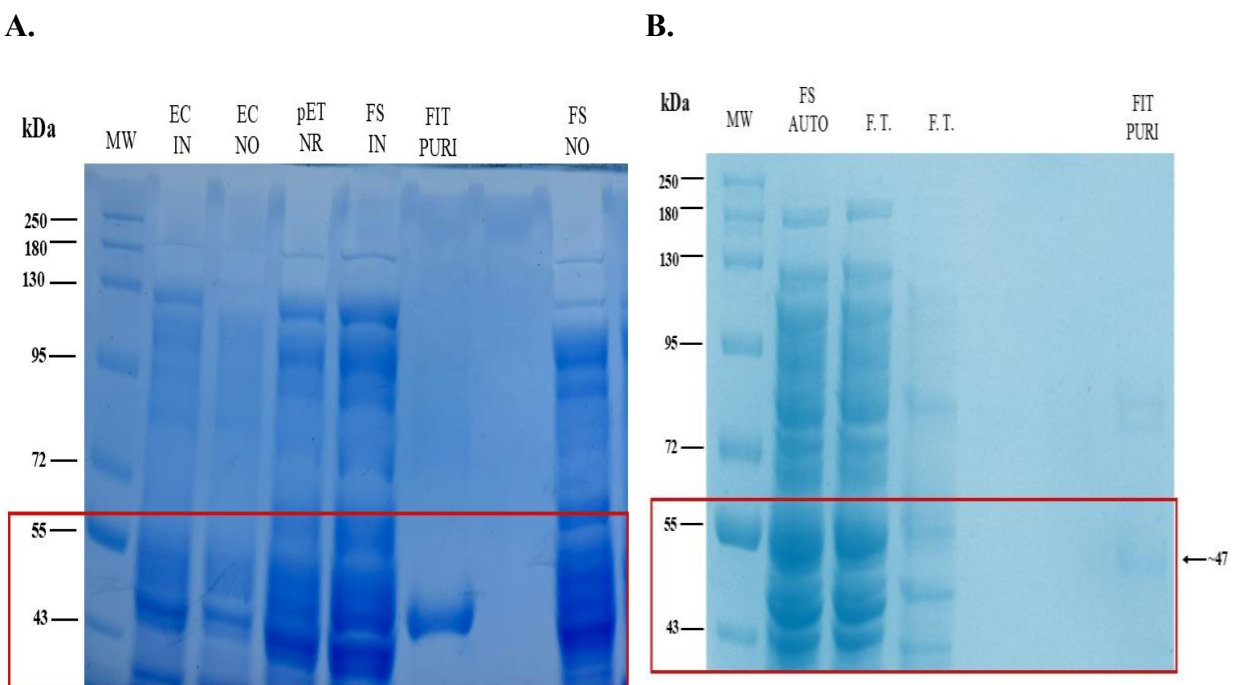 A.
kDa
MW
EC
IN
EC
NO
pET
NR
FS
IN
FIT
PURI
FS
NO
250
180
130
95
72
55
43
B.
kDa
MW
FS
AUTO
F. T.
F. T.
FIT
PURI
250
180
130
95
72
55
43
~47